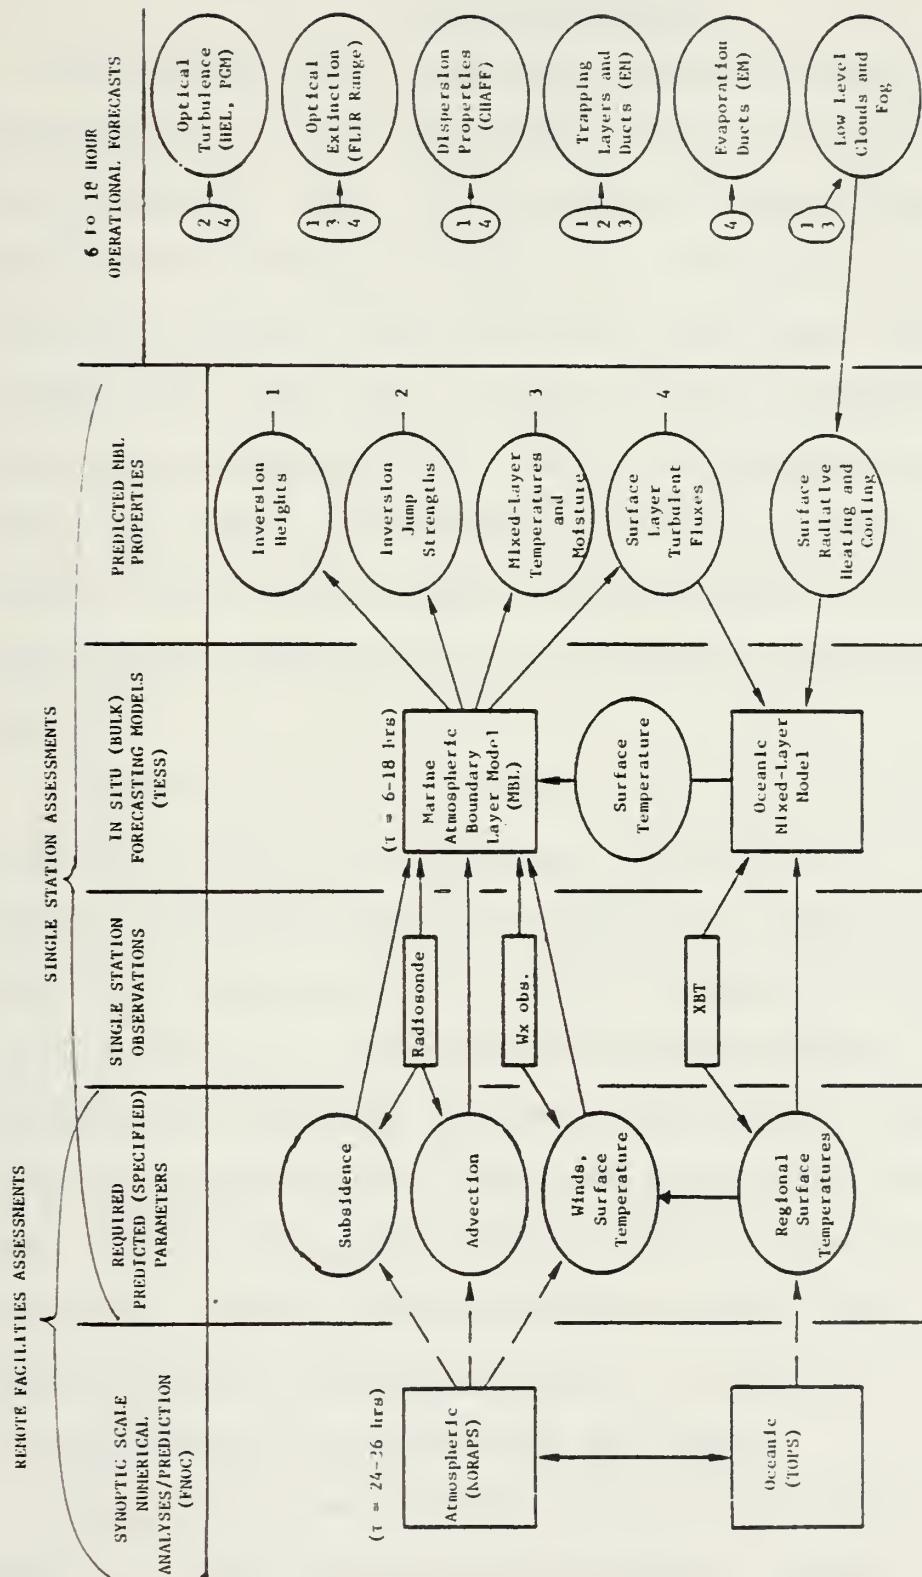 REMOTE FACILITIES ASSESSMENTS
SINGLE STATION ASSESSMENTS
SYNOPTIC SCALE
NUMERICAL
ANALYSES/PREDICTION
(FNOC)
REQUIRED
PREDICTED (SPECIFIED)
PARAMETERS
SINGLE STATION
OBSERVATIONS
IN SITU (BULK)
FORECASTING MODELS
(TESS)
PREDICTED MBL
PROPERTIES
6 to 18 HOUR
OPERATIONAL FORECASTS
(τ = 24-36 hrs)
Atmospheric
(NORAPS)
Oceanic
(TOPS)
Subsidence
Advection
Winds,
Surface
Temperature
Regional
Surface
Temperatures
Radiosonde
Wx obs.
XBT
(τ = 6-18 hrs)
Marine
Atmospheric
Boundary
Layer Model
(MBL)
Surface
Temperature
Oceanic
Mixed-Layer
Model
Inversion
Heights
1
Inversion
Jump
Strengths
2
Mixed-Layer
Temperatures
and
Moisture
3
Surface
Layer
Turbulent
Fluxes
4
Surface
Radiative
Heating and
Cooling
2
4
Optical
Turbulence
(HEL, PGM)
1
3
4
Optical
Extinction
(FLIR Range)
1
4
Dispersion
Properties
(CHAFF)
1
2
3
Trapping
Layers and
Ducts (EM)
4
Evaporation
Ducts (EM)
1
3
Low Level
Clouds and
Fog